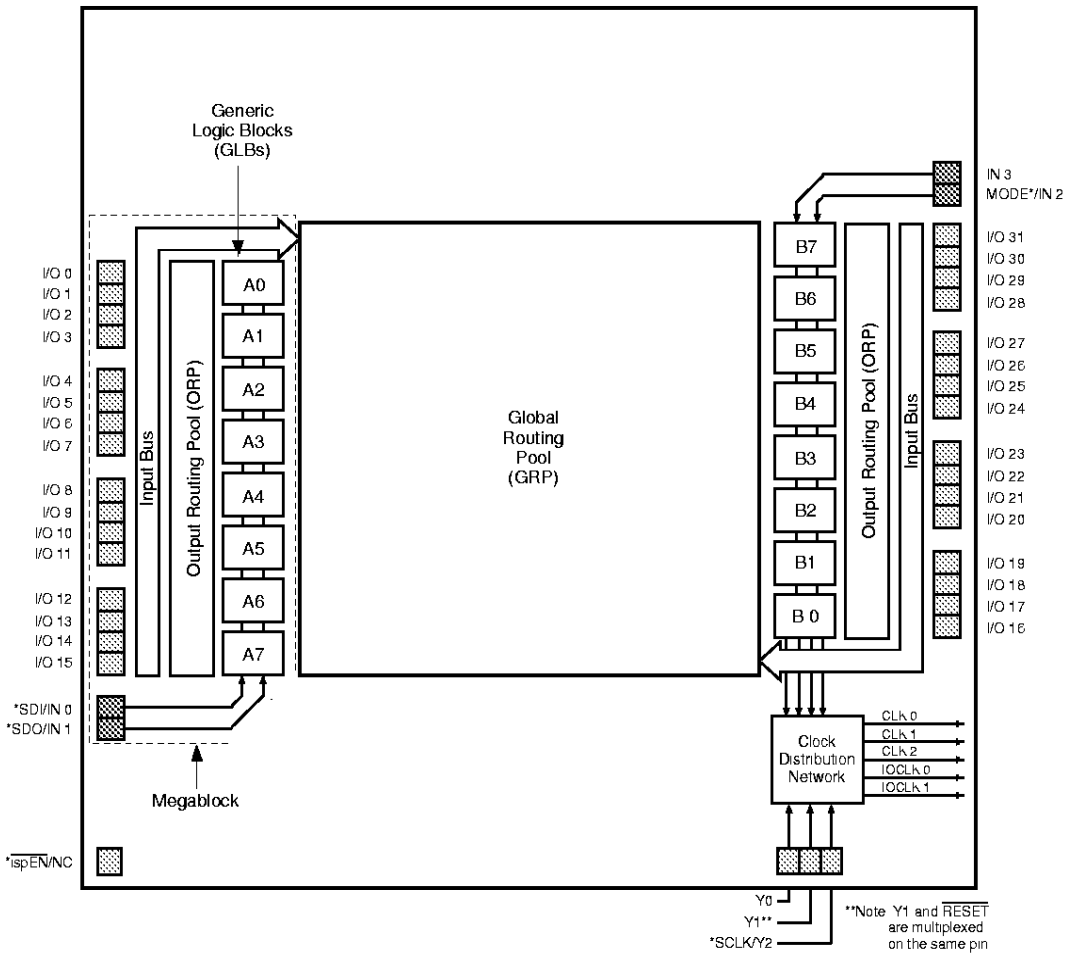 Generic
Logic Blocks
(GLBs)
IN 3
MODE*/IN 2
I/O 0
I/O 1
I/O 2
I/O 3
I/O 4
I/O 5
I/O 6
I/O 7
I/O 8
I/O 9
I/O 10
I/O 11
I/O 12
I/O 13
I/O 14
I/O 15
*SDI/IN 0
*SDO/IN 1
Input Bus
Output Routing Pool (ORP)
A0
A1
A2
A3
A4
A5
A6
A7
Megablock
Global
Routing
Pool
(GRP)
B7
B6
B5
B4
B3
B2
B1
B 0
Output Routing Pool (ORP)
Input Bus
I/O 31
I/O 30
I/O 29
I/O 28
I/O 27
I/O 26
I/O 25
I/O 24
I/O 23
I/O 22
I/O 21
I/O 20
I/O 19
I/O 18
I/O 17
I/O 16
Clock
Distribution
Network
CLK 0
CLK 1
CLK 2
IOCLK 0
IOCLK 1
*ispEN/NC
Y0
Y1**
*SCLK/Y2
**Note Y1 and RESET
are multiplexed
on the same pin